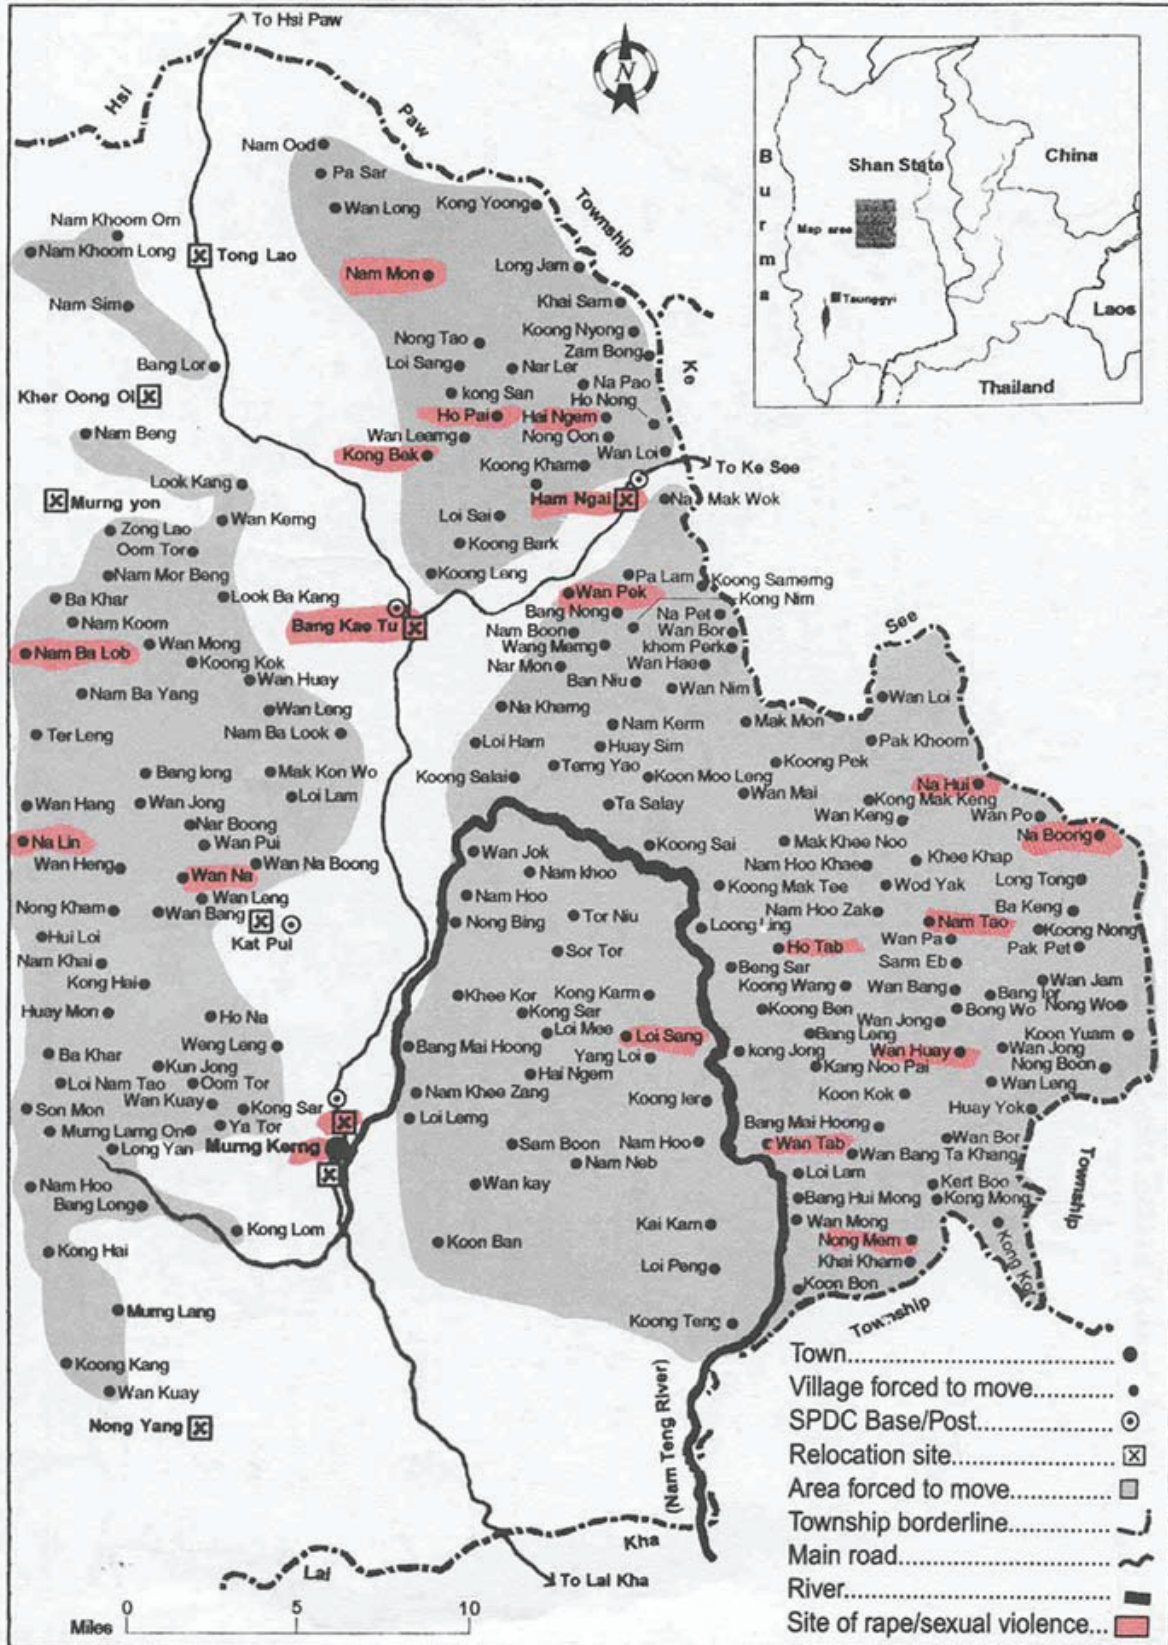 To Hsi Paw
Hsi
Paw
Township
N
Burma
Shan State
China
Map area
Taunggyi
Laos
Thailand
Nam Ood
Pa Sar
Wan Long
Kong Yoong
Nam Khoom Orn
Nam Khoom Long
Tong Lao
Nam Mon
Long Jam
Nam Sim
Khai Sam
Koong Nyong
Nong Tao
Zam Bong
Ke
Bang Lor
Loi Sang
Nar Ler
Kher Oong Ol
kong San
Na Pao
Ho Nong
Ho Pai
Hai Ngem
Nam Beng
Wan Learng
Nong Oon
Kong Bek
Wan Loi
Koong Kham
To Ke See
Look Kang
Murng yon
Ham Ngai
Na
Mak Wok
Zong Lao
Wan Kerng
Loi Sai
Oom Tor
Koong Bark
Nam Mor Beng
Koong Leng
Pa Lam
Koong Samerng
Ba Khar
Look Ba Kang
Wan Pek
Kong Nim
Nam Koom
Bang Kae Tu
Bang Nong
Na Pet
Wan Mong
Nam Boon
Wan Bor
See
Nam Ba Lob
Koong Kok
Wang Merng
khom Perk
Wan Huay
Nar Mon
Wan Hae
Nam Ba Yang
Ban Niu
Wan Nim
Wan Loi
Wan Leng
Na Kharng
Ter Leng
Nam Ba Look
Nam Kerm
Mak Mon
Loi Ham
Huay Sim
Pak Khoom
Bang long
Mak Kon Wo
Terng Yao
Koong Pek
Koong Salai
Koon Moo Leng
Na Hui
Wan Hang
Wan Jong
Loi Lam
Ta Salay
Wan Mai
Kong Mak Keng
Nar Boong
Wan Keng
Wan Po
Na Lin
Wan Pui
Wan Jok
Koong Sai
Mak Khee Noo
Na Boong
Wan Heng
Wan Na Boong
Nam khoo
Nam Hoo Khae
Khee Khap
Wan Na
Koong Mak Tee
Wod Yak
Long Tong
Wan Leng
Nam Hoo
Nong Kham
Wan Bang
Nong Bing
Tor Niu
Nam Hoo Zak
Ba Keng
Kat Pui
Loong Ling
Nam Tao
Koong Nong
Hui Loi
Sor Tor
Ho Tab
Wan Pa
Pak Pet
Nam Khai
Beng Sar
Sarm Eb
Kong Hai
Khee Kor
Kong Karm
Koong Wang
Wan Bang
Wan Jam
Bang lor
Huay Mon
Ho Na
Kong Sar
Koong Ben
Bong Wo
Nong Wo
Loi Mee
Loi Sang
Wan Jong
Weng Leng
Bang Mai Hoong
Bang Leng
Koon Yuam
Ba Khar
Yang Loi
kong Jong
Wan Huay
Wan Jong
Kun Jong
Hai Ngem
Kang Noo Pai
Nong Boon
Loi Nam Tao
Oom Tor
Nam Khee Zang
Wan Leng
Wan Kuay
Koong ler
Koon Kok
Son Mon
Kong Sar
Loi Lerng
Huay Yok
Murng Larng On
Ya Tor
Bang Mai Hoong
Long Yan
Murng Kerng
Sam Boon
Nam Hoo
Wan Tab
Wan Bor
Nam Neb
Wan Bang Ta Khang
Township
Nam Hoo
Wan kay
Loi Lam
Kert Boo
Bang Long
Bang Hui Mong
Kong Mong
Kong Lom
Kai Kam
Wan Mong
Kong Hai
Koon Ban
Nong Mem
Khai Kham
Loi Peng
Koon Bon
Murng Lang
Koong Teng
Township
Koong Kang
Wan Kuay
Nong Yang
(Nam Teng River)
Lai
Kha
To Lai Kha
Town
Village forced to move
SPDC Base/Post
Relocation site
Area forced to move
Township borderline
Main road
River
Site of rape/sexual violence
Miles
0 5 10